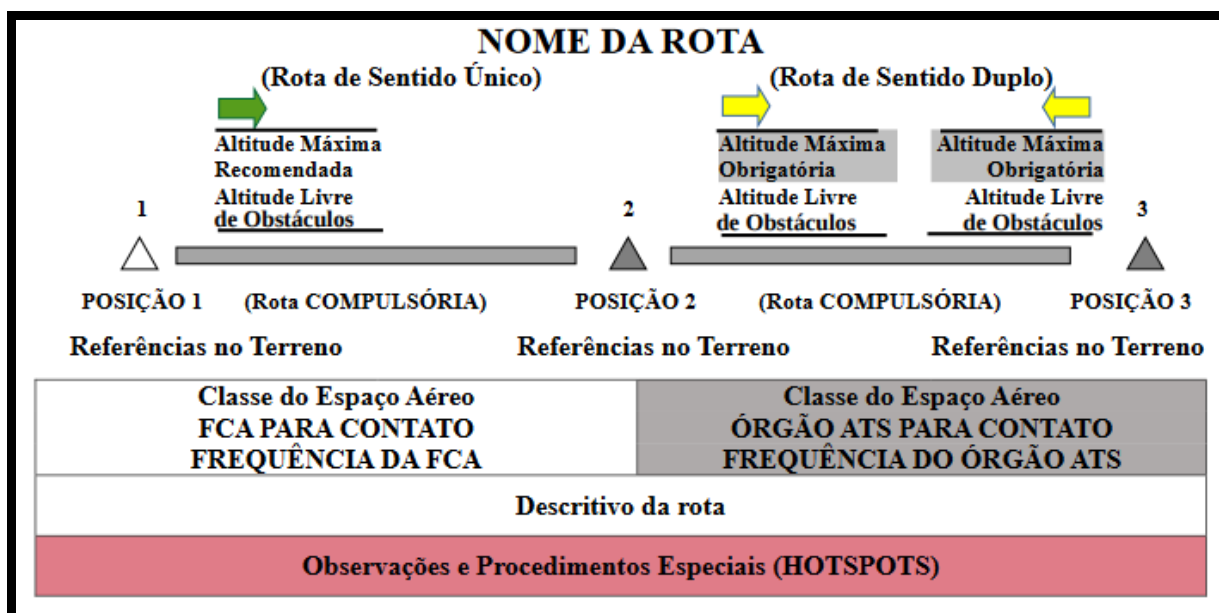 NOME DA ROTA
(Rota de Sentido Único)
(Rota de Sentido Duplo)
Altitude Máxima
Recomendada
Altitude Livre
de Obstáculos
Altitude Máxima
Obrigatória
Altitude Livre
de Obstáculos
Altitude Máxima
Obrigatória
Altitude Livre
de Obstáculos
1
2
3
POSIÇÃO 1
(Rota COMPULSÓRIA)
POSIÇÃO 2
(Rota COMPULSÓRIA)
POSIÇÃO 3
Referências no Terreno
Referências no Terreno
Referências no Terreno
Classe do Espaço Aéreo
FCA PARA CONTATO
FREQUÊNCIA DA FCA
Classe do Espaço Aéreo
ÓRGÃO ATS PARA CONTATO
FREQUÊNCIA DO ÓRGÃO ATS
Descritivo da rota
Observações e Procedimentos Especiais (HOTSPOTS)